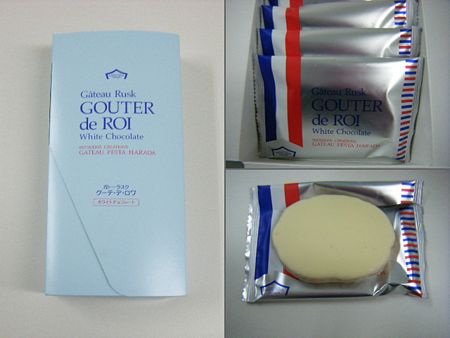 Gâteau Rusk
GOUTER
de ROI
White Chocolate
GATEAU FESTA HARADA
ガトーラスク
グーテ・デ・ロワ
ホワイトチョコレート
Gâteau Rusk
GOUTER
de ROI
White Chocolate
GATEAU FESTA HARADA